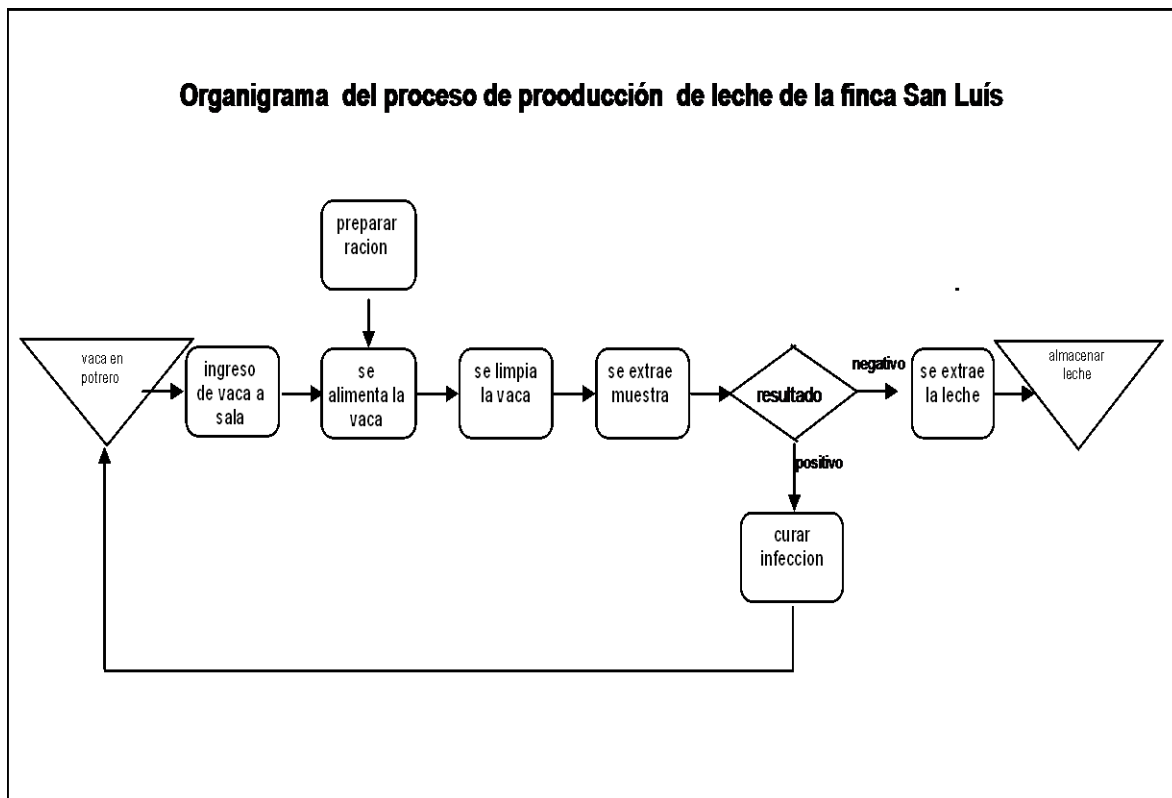 Organigrama del proceso de prooducción de leche de la finca San Luís
preparar
racion
vaca en
potrero
ingreso
de vaca a
sala
se
alimenta la
vaca
se limpia
la vaca
se extrae
muestra
resultado
negativo
se extrae
la leche
almacenar
leche
positivo
curar
infeccion